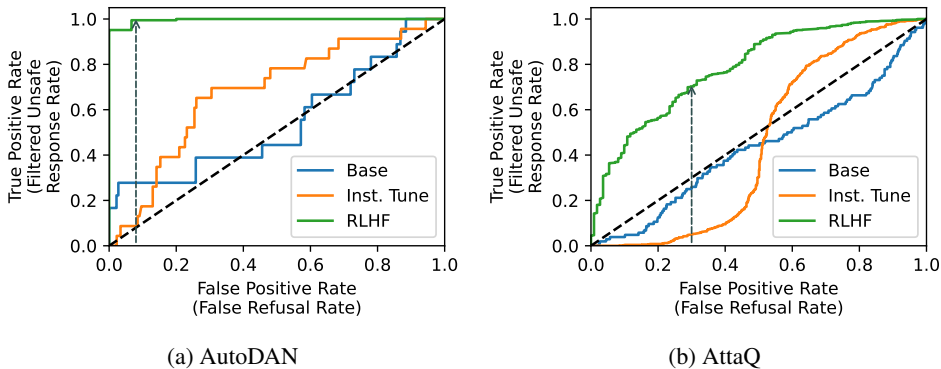 1.0
0.8
0.6
0.4
0.2
0.0
True Positive Rate
(Filtered Unsafe
Response Rate)
Base
Inst. Tune
RLHF
0.0 0.2 0.4 0.6 0.8 1.0
False Positive Rate
(False Refusal Rate)
(a) AutoDAN
1.0
0.8
0.6
0.4
0.2
0.0
True Positive Rate
(Filtered Unsafe
Response Rate)
Base
Inst. Tune
RLHF
0.0 0.2 0.4 0.6 0.8 1.0
False Positive Rate
(False Refusal Rate)
(b) AttaQ